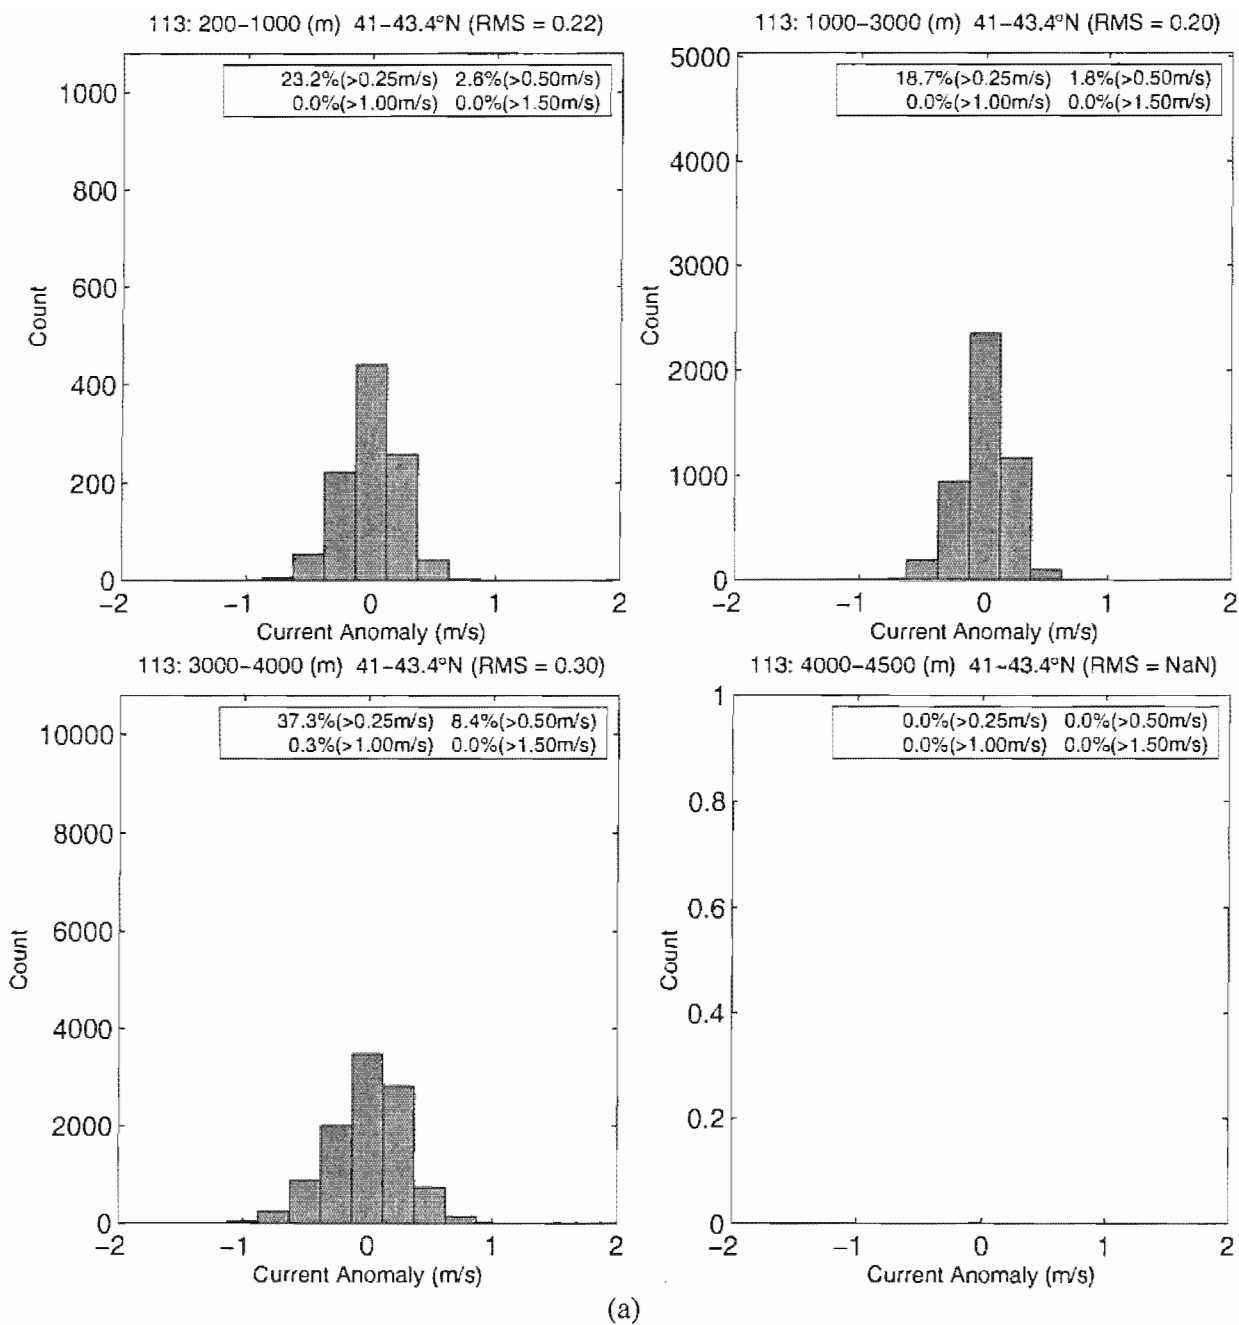 113: 200−1000 (m) 41−43.4°N (RMS = 0.22)
23.2%(>0.25m/s) 2.6%(>0.50m/s)
0.0%(>1.00m/s) 0.0%(>1.50m/s)
1000
800
600
400
200
0
Count
−2 −1 0 1 2
Current Anomaly (m/s)
113: 1000−3000 (m) 41−43.4°N (RMS = 0.20)
18.7%(>0.25m/s) 1.8%(>0.50m/s)
0.0%(>1.00m/s) 0.0%(>1.50m/s)
5000
4000
3000
2000
1000
0
Count
−2 −1 0 1 2
Current Anomaly (m/s)
113: 3000−4000 (m) 41−43.4°N (RMS = 0.30)
37.3%(>0.25m/s) 8.4%(>0.50m/s)
0.3%(>1.00m/s) 0.0%(>1.50m/s)
10000
8000
6000
4000
2000
0
Count
−2 −1 0 1 2
Current Anomaly (m/s)
113: 4000−4500 (m) 41−43.4°N (RMS = NaN)
0.0%(>0.25m/s) 0.0%(>0.50m/s)
0.0%(>1.00m/s) 0.0%(>1.50m/s)
1
0.8
0.6
0.4
0.2
0
Count
−2 −1 0 1 2
Current Anomaly (m/s)
(a)